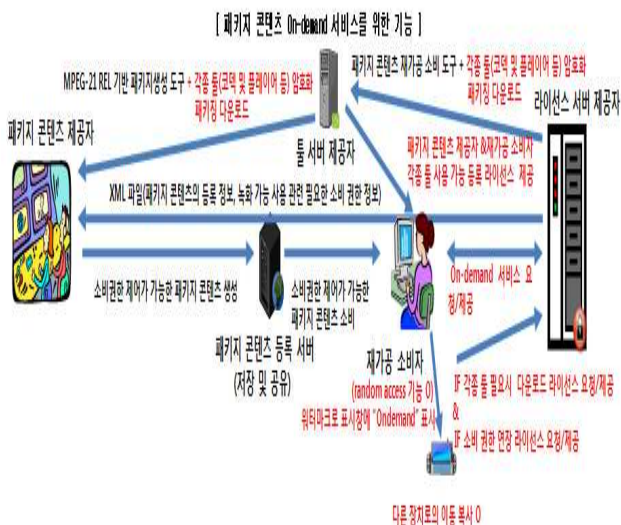 [ 패키지 콘텐츠 On-demand 서비스를 위한 기능 ]
MPEG-21 REL 기반 패키지생성 도구 + 각종 툴(코덱 및 플레이어 등) 암호화
패키징 다운로드
패키지 콘텐츠 재가공 소비 도구 + 각종 툴(코덱 및 플레이어 등) 암호화
패키징 다운로드
라이선스 서버 제공자
패키지 콘텐츠 제공자
툴 서버 제공자
패키지 콘텐츠 제공자 &재가공 소비자
각종 툴 사용 가능 등록 라이선스 제공
XML 파일(패키지 콘텐츠의 등록 정보, 녹화 가능 사용 관련 필요한 소비 권한 정보)
소비권한 제어가 가능한 패키지 콘텐츠 생성
소비권한 제어가 가능한
패키지 콘텐츠 소비
On-demand 서비스 요
청/제공
패키지 콘텐츠 등록 서버
(저장 및 공유)
재가공 소비자
(random access 기능 O)
워터마크로 표시창에 "Ondemand" 표시
IF 각종 툴 필요시 다운로드 라이선스 요청/제공
&
IF 소비 권한 연장 라이선스 요청/제공
다른 장치로의 이동 복사 O